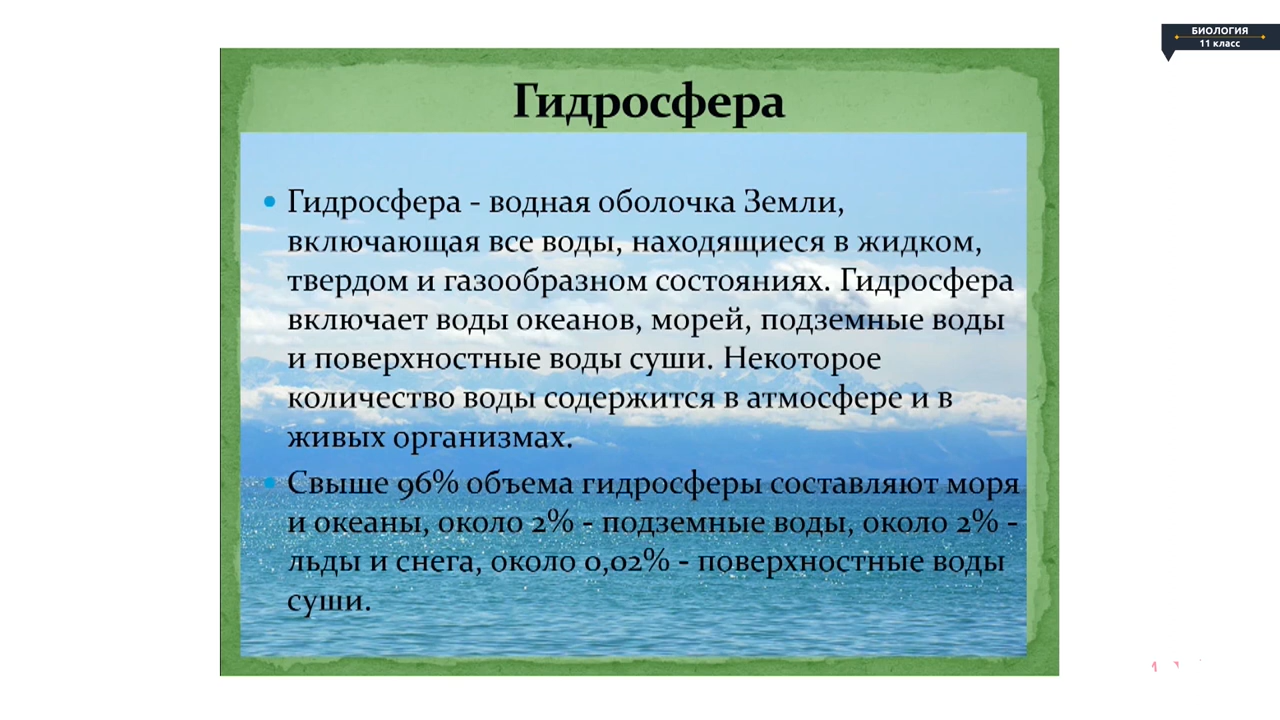 БИОЛОГИЯ
11 класс
Гидросфера
• Гидросфера - водная оболочка Земли,
включающая все воды, находящиеся в жидком,
твердом и газообразном состояниях. Гидросфера
включает воды океанов, морей, подземные воды
и поверхностные воды суши. Некоторое
количество воды содержится в атмосфере и в
живых организмах.
• Свыше 96% объема гидросферы составляют моря
и океаны, около 2% - подземные воды, около 2% -
льды и снега, около 0,02% - поверхностные воды
суши.